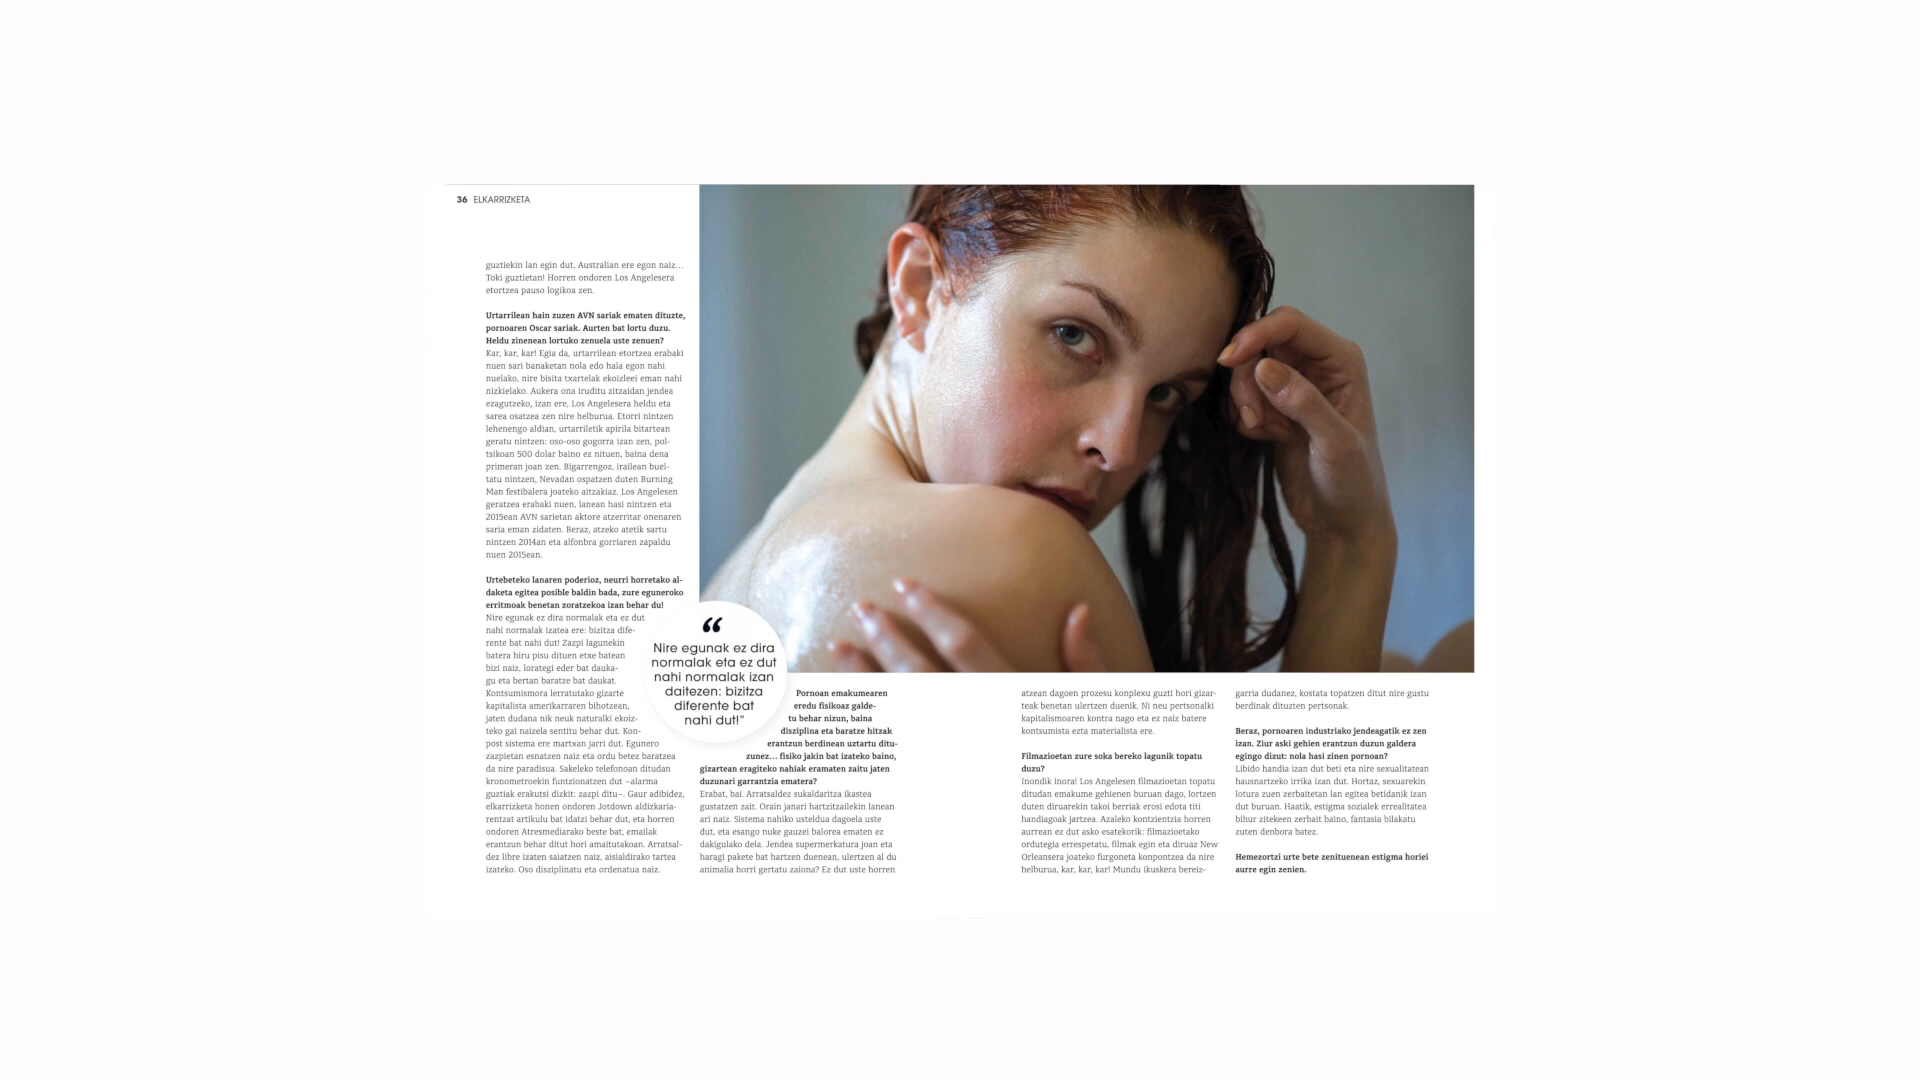 36 ELKARRIZKETA
guztiekin lan egin dut, Australian ere egon naiz...
Toki guztietan! Horren ondoren Los Angelesera
etortzea pauso logikoa zen.
Urtarrilean hain zuzen AVN sariak ematen dituzte,
pornoaren Oscar sariak. Aurten bat lortu duzu.
Heldu zinenean lortuko zenuela uste zenuen?
Kar, kar, kar! Egia da, urtarrilean etortzea erabaki
nuen sari banaketan nola edo hala egon nahi
nuelako, nire bisita txartelak ekoizleei eman nahi
nizkielako. Aukera ona iruditu zitzaidan jendea
ezagutzeko, izan ere, Los Angelesera heldu eta
sarea osatzea zen nire helburua. Etorri nintzen
lehenengo aldian, urtarriletik apirila bitartean
geratu nintzen: oso-oso gogorra izan zen, pol-
tsikoan 500 dolar baino ez nituen, baina dena
primeran joan zen. Bigarrengoz, irailean buel-
tatu nintzen, Nevadan ospatzen duten Burning
Man festibalera joateko aitzakiaz. Los Angelesen
geratzea erabaki nuen, lanean hasi nintzen eta
2015ean AVN sarietan aktore atzerritar onenaren
saria eman zidaten. Beraz, atzeko atetik sartu
nintzen 2014an eta alfonbra gorriaren zapaldu
nuen 2015ean.
Urtebeteko lanaren poderioz, neurri horretako al-
daketa egitea posible baldin bada, zure eguneroko
erritmoak benetan zoratzekoa izan behar du!
Nire egunak ez dira normalak eta ez dut
nahi normalak izatea ere: bizitza dife-
rente bat nahi dut! Zazpi lagunekin
batera hiru pisu dituen etxe batean
bizi naiz, lorategi eder bat dauka-
gu eta bertan baratze bat daukat.
Kontsumismora lerratutako gizarte
kapitalista amerikarraren bihotzean,
jaten dudana nik neuk naturalki ekoiz-
teko gai naizela sentitu behar dut. Kon-
post sistema ere martxan jarri dut. Egunero
zazpietan esnatzen naiz eta ordu betez baratzea
da nire paradisua. Sakeleko telefonoan ditudan
kronometroekin funtzionatzen dut –alarma
guztiak erakutsi dizkit: zazpi ditu–. Gaur adibidez,
elkarrizketa honen ondoren Jotdown aldizkaria-
rentzat artikulu bat idatzi behar dut, eta horren
ondoren Atresmediarako beste bat, emailak
erantzun behar ditut hori amaitutakoan. Arratsal-
dez libre izaten saiatzen naiz, aisialdirako tartea
izateko. Oso disziplinatu eta ordenatua naiz.
“
Nire egunak ez dira
normalak eta ez dut
nahi normalak izan
daitezen: bizitza
diferente bat
nahi dut!”
Pornoan emakumearen
eredu fisikoaz galde-
tu behar nizun, baina
disziplina eta baratze hitzak
erantzun berdinean uztartu ditu-
zunez... fisiko jakin bat izateko baino,
gizartean eragiteko nahiak eramaten zaitu jaten
duzunari garrantzia ematera?
Erabat, bai. Arratsaldez sukaldaritza ikastea
gustatzen zait. Orain janari hartzitzailekin lanean
ari naiz. Sistema nahiko usteldua dagoela uste
dut, eta esango nuke gauzei balorea ematen ez
dakigulako dela. Jendea supermerkatura joan eta
haragi pakete bat hartzen duenean, ulertzen al du
animalia horri gertatu zaiona? Ez dut uste horren
atzean dagoen prozesu konplexu guzti hori gizar-
teak benetan ulertzen duenik. Ni neu pertsonalki
kapitalismoaren kontra nago eta ez naiz batere
kontsumista ezta materialista ere.
Filmazioetan zure soka bereko lagunik topatu
duzu?
Inondik inora! Los Angelesen filmazioetan topatu
ditudan emakume gehienen buruan dago, lortzen
duten diruarekin takoi berriak erosi edota titi
handiagoak jartzea. Azaleko kontzientzia horren
aurrean ez dut asko esatekorik: filmazioetako
ordutegia errespetatu, filmak egin eta diruaz New
Orleansera joateko furgoneta konpontzea da nire
helburua, kar, kar, kar! Mundu ikuskera bereiz-
garria dudanez, kostata topatzen ditut nire gustu
berdinak dituzten pertsonak.
Beraz, pornoaren industriako jendeagatik ez zen
izan. Ziur aski gehien erantzun duzun galdera
egingo dizut: nola hasi zinen pornoan?
Libido handia izan dut beti eta nire sexualitatean
hausnartzeko irrika izan dut. Hortaz, sexuarekin
lotura zuen zerbaitetan lan egitea betidanik izan
dut buruan. Haatik, estigma sozialek errealitatea
bihur zitekeen zerbait baino, fantasia bilakatu
zuten denbora batez.
Hemezortzi urte bete zenituenean estigma horiei
aurre egin zenien.